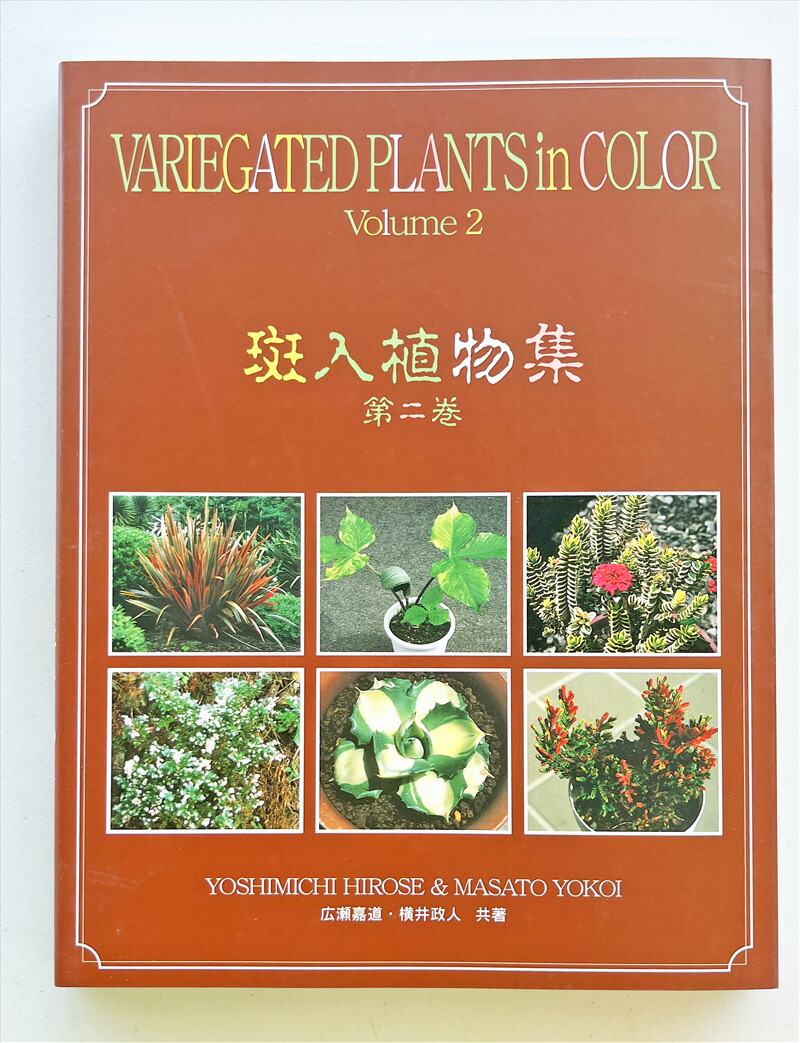 VARIEGATED PLANTS in COLOR
Volume 2
斑入植物集
第二巻
YOSHIMICHI HIROSE & MASATO YOKOI
広瀬嘉道・横井政人 共著